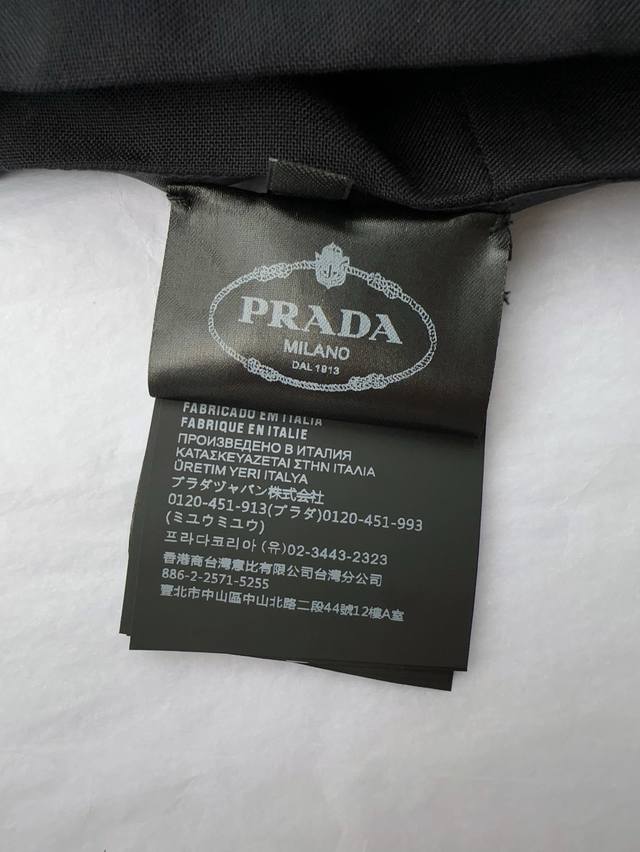 PRADA
MILANO
DAL 1913
FABRICADO EM ITALIA
FABRIQUE EN ITALIE
ПРОИЗВЕДЕНО В ИТАЛИЯ
ΚΑΤΑΣΚΕΥΑΖΕΤΑΙ ΣΤΗΝ ΙΤΑΛΙΑ
ÜRETIM YERI ITALYA
プラダジャパン株式会社
0120-451-913(プラダ)0120-451-993
(ミユウミユウ)
프라다코리아 (유)02-3443-2323
香港商台灣意比有限公司台灣分公司
886-2-2571-5255
臺北市中山區中山北路二段44號12樓A室